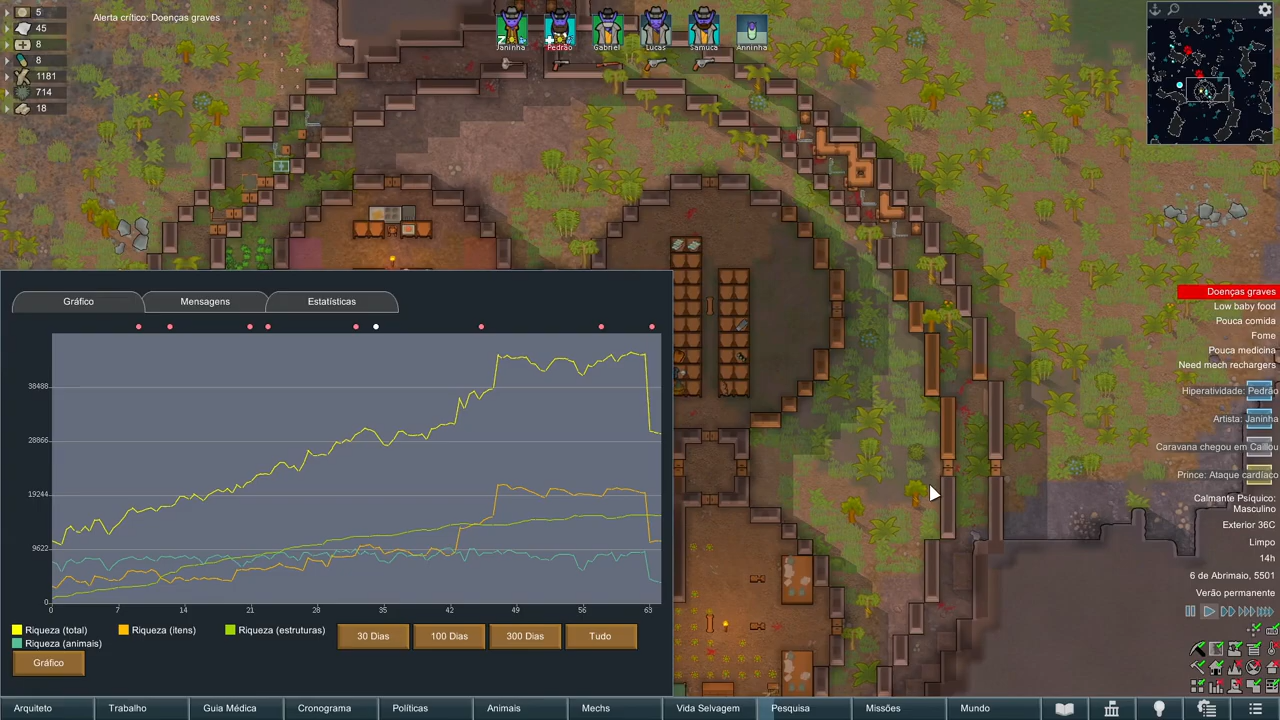 5
45
8
8
1181
714
18
Alerta crítico: Doenças graves
Janinha
Pedrão
Gabriel
Lucas
Samuca
Anninha
Gráfico
Mensagens
Estatísticas
38488
28866
19244
9622
0
0 7 14 21 28 35 42 49 56 63
Riqueza (total)
Riqueza (itens)
Riqueza (estruturas)
Riqueza (animais)
30 Dias
100 Dias
300 Dias
Tudo
Gráfico
Doenças graves
Low baby food
Pouca comida
Fome
Pouca medicina
Need mech rechargers
Hiperatividade: Pedrão
Artista: Janinha
Caravana chegou em Caillou
Prince: Ataque cardíaco
Calmante Psíquico:
Masculino
Exterior 36C
Limpo
14h
6 de Abrimaio, 5501
Verão permanente
Arquiteto
Trabalho
Guia Médica
Cronograma
Políticas
Animais
Mechs
Vida Selvagem
Pesquisa
Missões
Mundo